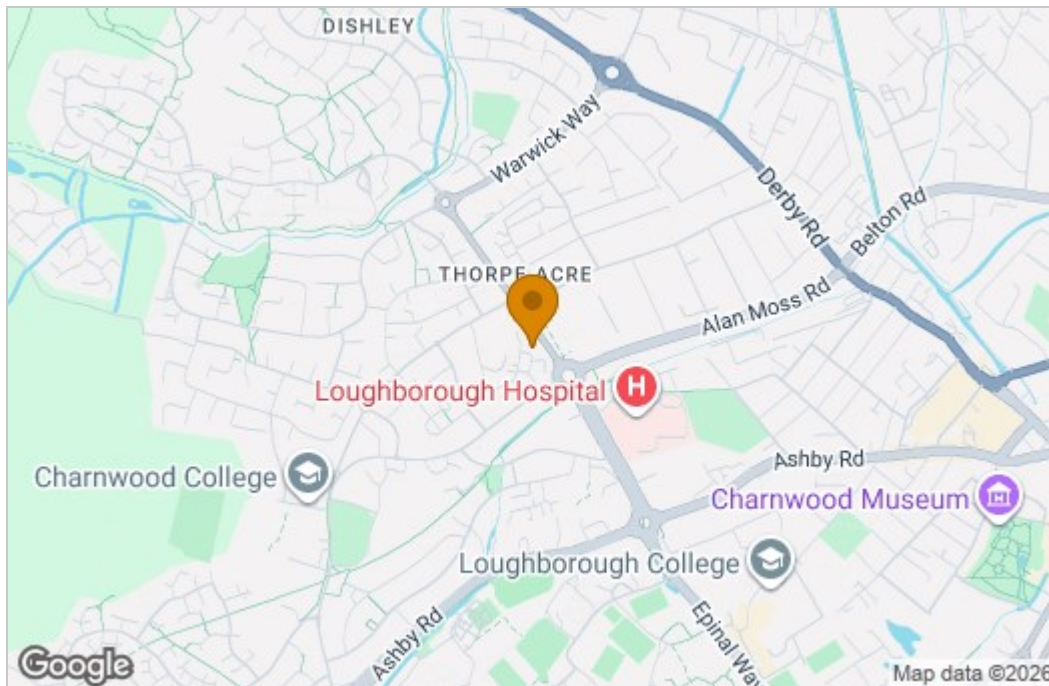 DISHLEY
Warwick Way
Derby Rd
Belton Rd
THORPE ACRE
Alan Moss Rd
Loughborough Hospital
H
Charnwood College
Ashby Rd
Charnwood Museum
Loughborough College
Ashby Rd
Epinal Way
Google
Map data ©2026